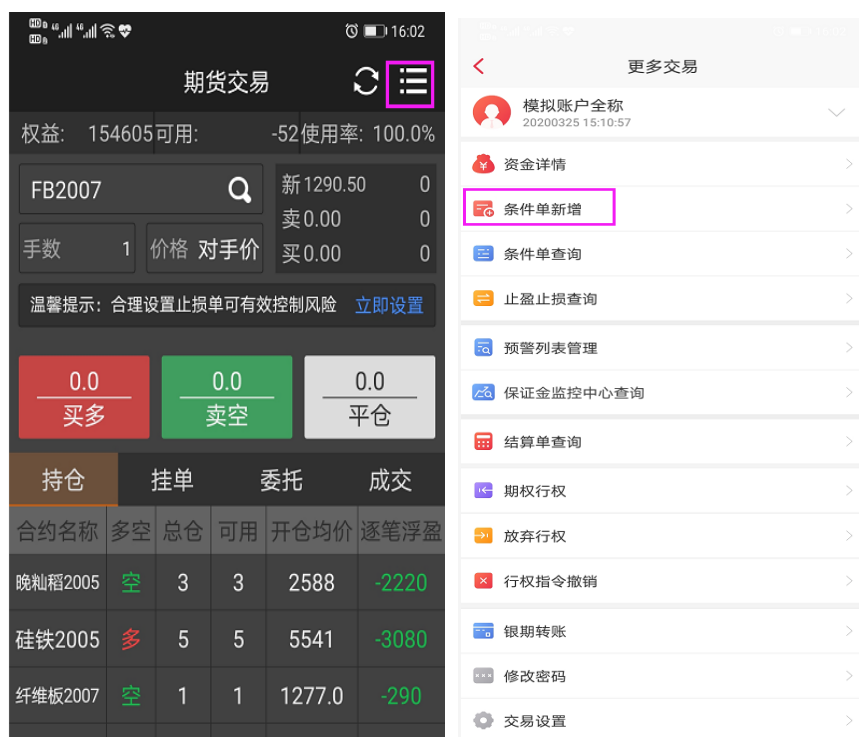 HD B 4G 4G 16:02
HD B
期货交易
权益: 154605 可用: -52 使用率: 100.0%
FB2007
新 1290.50 0
卖 0.00 0
买 0.00 0
手数 1 价格 对手价
温馨提示: 合理设置止损单可有效控制风险 立即设置
0.0 0.0 0.0
买多 卖空 平仓
持仓 挂单 委托 成交
合约名称 多空 总仓 可用 开仓均价 逐笔浮盈
晚籼稻2005 空 3 3 2588 -2220
硅铁2005 多 5 5 5541 -3080
纤维板2007 空 1 1 1277.0 -290
更多交易
模拟账户全称
20200325 15:10:57
资金详情
条件单新增
条件单查询
止盈止损查询
预警列表管理
保证金监控中心查询
结算单查询
期权行权
放弃行权
行权指令撤销
银期转账
修改密码
交易设置